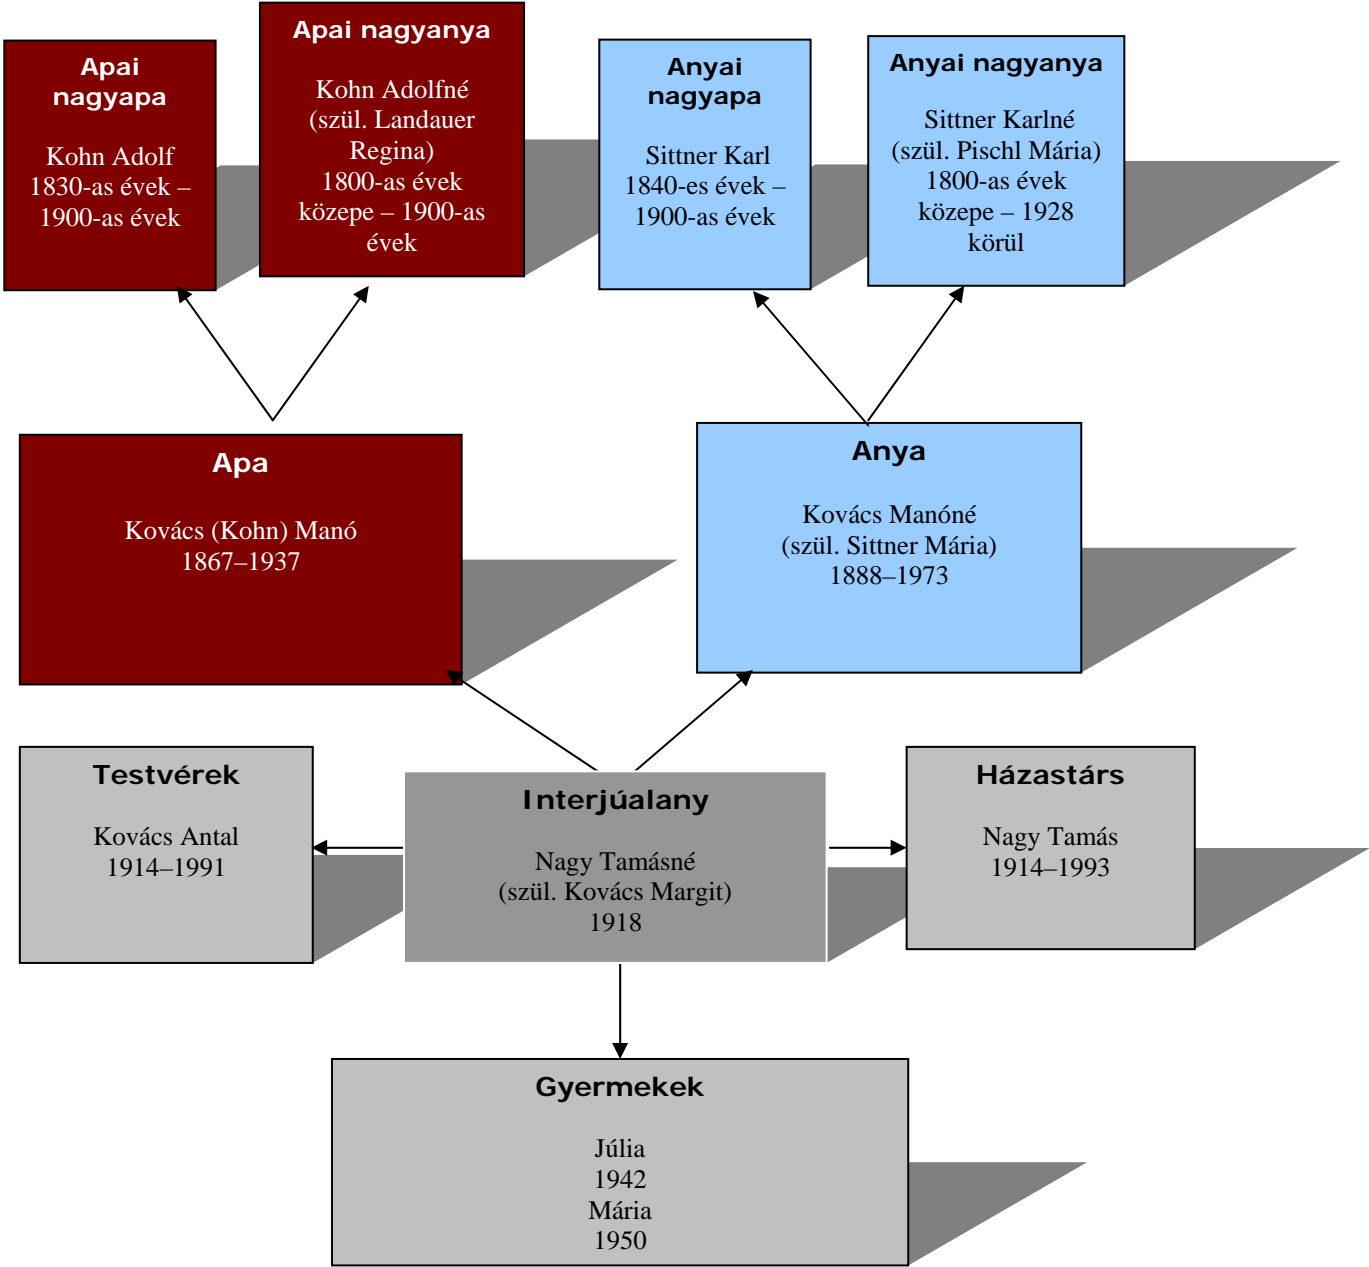 Apai
nagyapa
Kohn Adolf
1830-as évek –
1900-as évek
Apai nagyanya
Kohn Adolfné
(szül. Landauer
Regina)
1800-as évek
közepe – 1900-as
évek
Anyai
nagyapa
Sittner Karl
1840-es évek –
1900-as évek
Anyai nagyanya
Sittner Karlné
(szül. Pischl Mária)
1800-as évek
közepe – 1928
körül
Apa
Kovács (Kohn) Manó
1867–1937
Anya
Kovács Manóné
(szül. Sittner Mária)
1888–1973
Testvérek
Kovács Antal
1914–1991
Interjúalany
Nagy Tamásné
(szül. Kovács Margit)
1918
Házastárs
Nagy Tamás
1914–1993
Gyermekek
Júlia
1942
Mária
1950